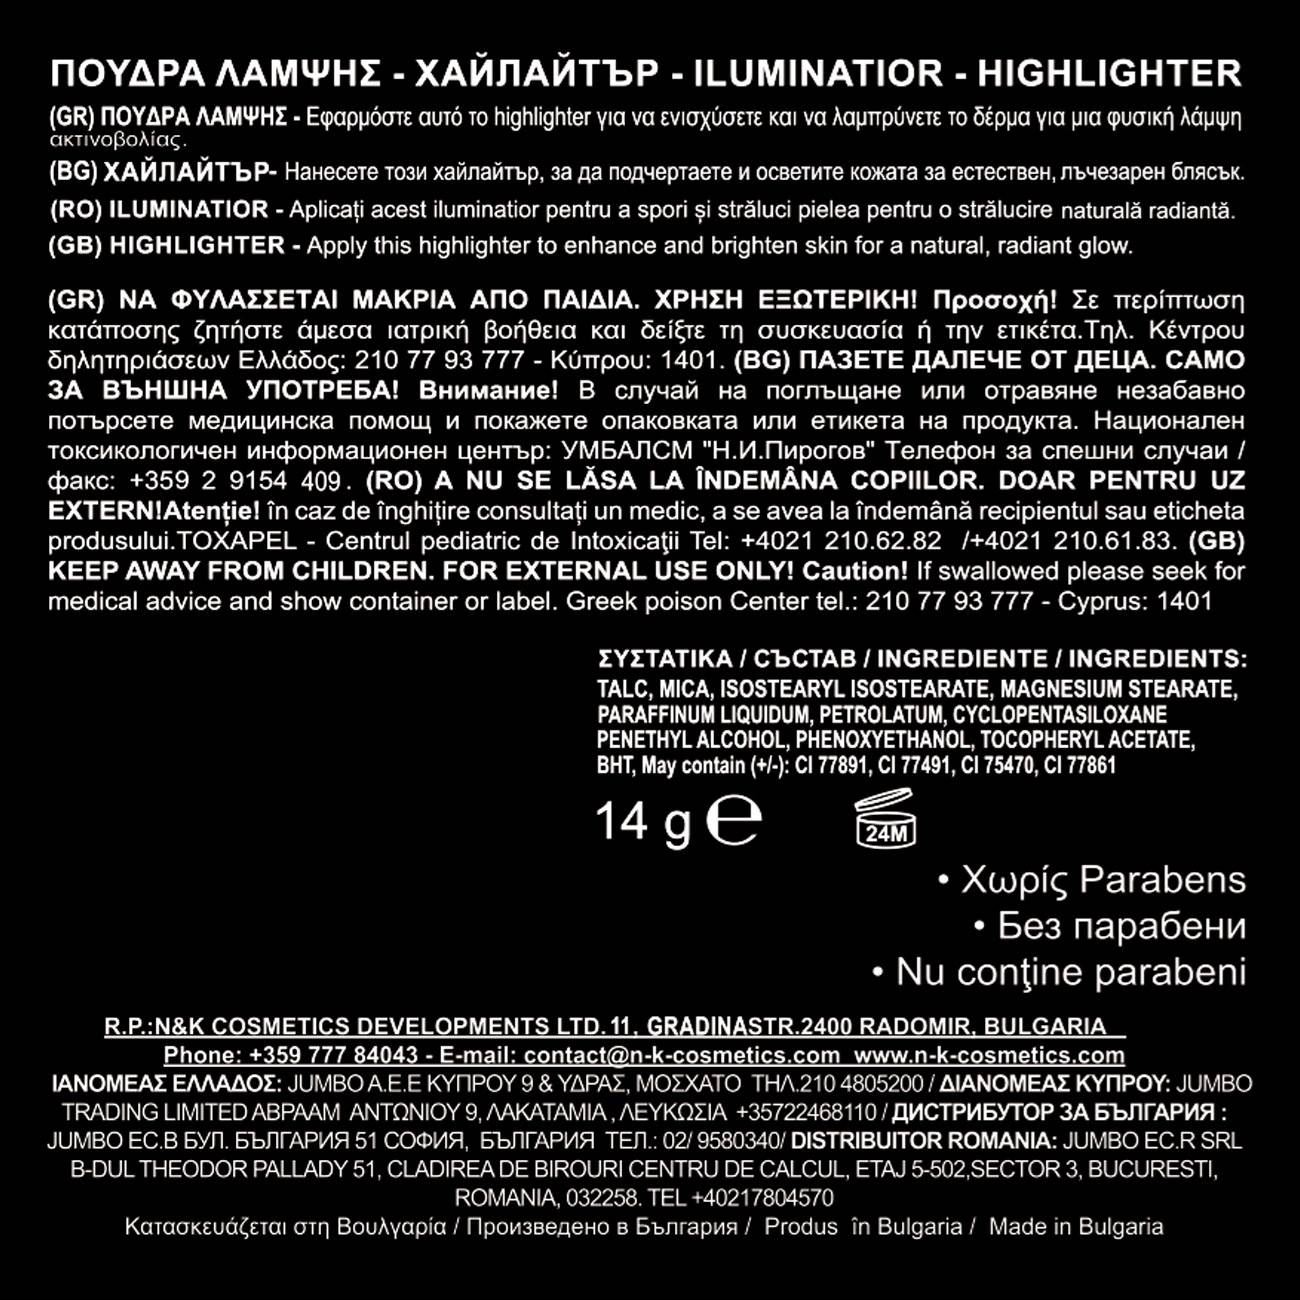 ΠΟΥΔΡΑ ΛΑΜΨΗΣ - ХАЙЛАЙТЪР - ILUMINATIOR - HIGHLIGHTER
(GR) ΠΟΥΔΡΑ ΛΑΜΨΗΣ - Εφαρμόστε αυτό το highlighter για να ενισχύσετε και να λαμπρύνετε το δέρμα για μια φυσική λάμψη
ακτινοβολίας.
(BG) ХАЙЛАЙТЪР- Нанесете този хайлайтър, за да подчертаете и осветите кожата за естествен, лъчезарен блясък.
(RO) ILUMINATIOR - Aplicați acest iluminatior pentru a spori și străluci pielea pentru o strălucire naturală radiantă.
(GB) HIGHLIGHTER - Apply this highlighter to enhance and brighten skin for a natural, radiant glow.
(GR) ΝΑ ΦΥΛΑΣΣΕΤΑΙ ΜΑΚΡΙΑ ΑΠΟ ΠΑΙΔΙΑ. ΧΡΗΣΗ ΕΞΩΤΕΡΙΚΗ! Προσοχή! Σε περίπτωση
κατάποσης ζητήστε άμεσα ιατρική βοήθεια και δείξτε τη συσκευασία ή την ετικέτα.Τηλ. Κέντρου
δηλητηριάσεων Ελλάδος: 210 77 93 777 - Κύπρου: 1401. (BG) ПАЗЕТЕ ДАЛЕЧЕ ОТ ДЕЦА. САМО
ЗА ВЪНШНА УПОТРЕБА! Внимание! В случай на поглъщане или отравяне незабавно
потърсете медицинска помощ и покажете опаковката или етикета на продукта. Национален
токсикологичен информационен център: УМБАЛСМ "Н.И.Пирогов" Телефон за спешни случаи /
факс: +359 2 9154 409. (RO) A NU SE LĂSA LA ÎNDEMÂNA COPIILOR. DOAR PENTRU UZ
EXTERN!Atenție! în caz de înghițire consultați un medic, a se avea la îndemână recipientul sau eticheta
produsului.TOXAPEL - Centrul pediatric de Intoxicaţii Tel: +4021 210.62.82 /+4021 210.61.83. (GB)
KEEP AWAY FROM CHILDREN. FOR EXTERNAL USE ONLY! Caution! If swallowed please seek for
medical advice and show container or label. Greek poison Center tel.: 210 77 93 777 - Cyprus: 1401
ΣΥΣΤΑΤΙΚΑ / СЪСТАВ / INGREDIENTE / INGREDIENTS:
TALC, MICA, ISOSTEARYL ISOSTEARATE, MAGNESIUM STEARATE,
PARAFFINUM LIQUIDUM, PETROLATUM, CYCLOPENTASILOXANE
PENETHYL ALCOHOL, PHENOXYETHANOL, TOCOPHERYL ACETATE,
BHT, May contain (+/-): CI 77891, CI 77491, CI 75470, CI 77861
14 g ℮
24M
• Χωρίς Parabens
• Без парабени
• Nu conţine parabeni
R.P.:N&K COSMETICS DEVELOPMENTS LTD. 11, GRADINASTR.2400 RADOMIR, BULGARIA
Phone: +359 777 84043 - E-mail: contact@n-k-cosmetics.com www.n-k-cosmetics.com
ΙΑΝΟΜΕΑΣ ΕΛΛΑΔΟΣ: JUMBO A.E.E ΚΥΠΡΟΥ 9 & ΥΔΡΑΣ, ΜΟΣΧΑΤΟ ΤΗΛ.210 4805200 / ΔΙΑΝΟΜΕΑΣ ΚΥΠΡΟΥ: JUMBO
TRADING LIMITED ΑΒΡΑΑΜ ΑΝΤΩΝΙΟΥ 9, ΛΑΚΑΤΑΜΙΑ , ΛΕΥΚΩΣΙΑ +35722468110 / ДИСТРИБУТОР ЗА БЪЛГАРИЯ :
JUMBO EC.B БУЛ. БЪЛГАРИЯ 51 СОФИЯ, БЪЛГАРИЯ ТЕЛ.: 02/ 9580340/ DISTRIBUITOR ROMANIA: JUMBO EC.R SRL
B-DUL THEODOR PALLADY 51, CLADIREA DE BIROURI CENTRU DE CALCUL, ETAJ 5-502,SECTOR 3, BUCURESTI,
ROMANIA, 032258. TEL +40217804570
Κατασκευάζεται στη Βουλγαρία / Произведено в България / Produs în Bulgaria / Made in Bulgaria